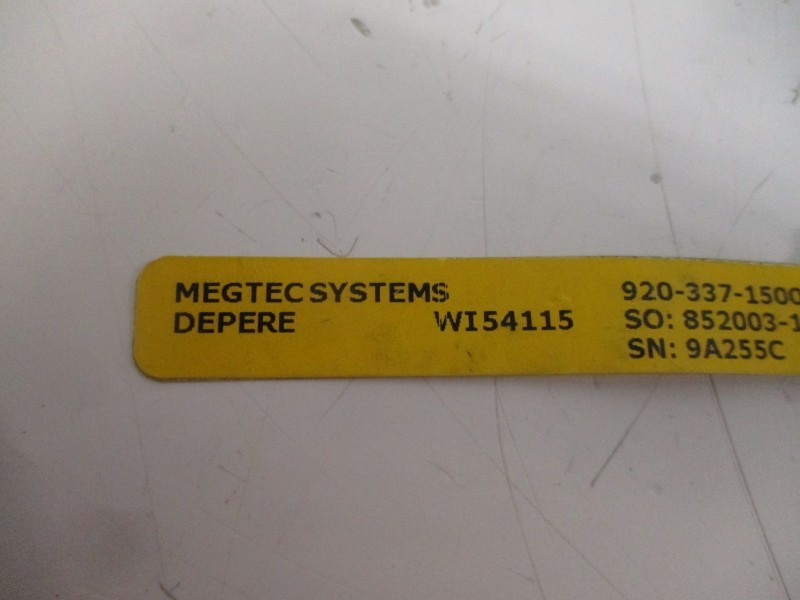 MEGTEC SYSTEMS
DEPERE WI54115
920-337-1500
SO: 852003-1
SN: 9A255C